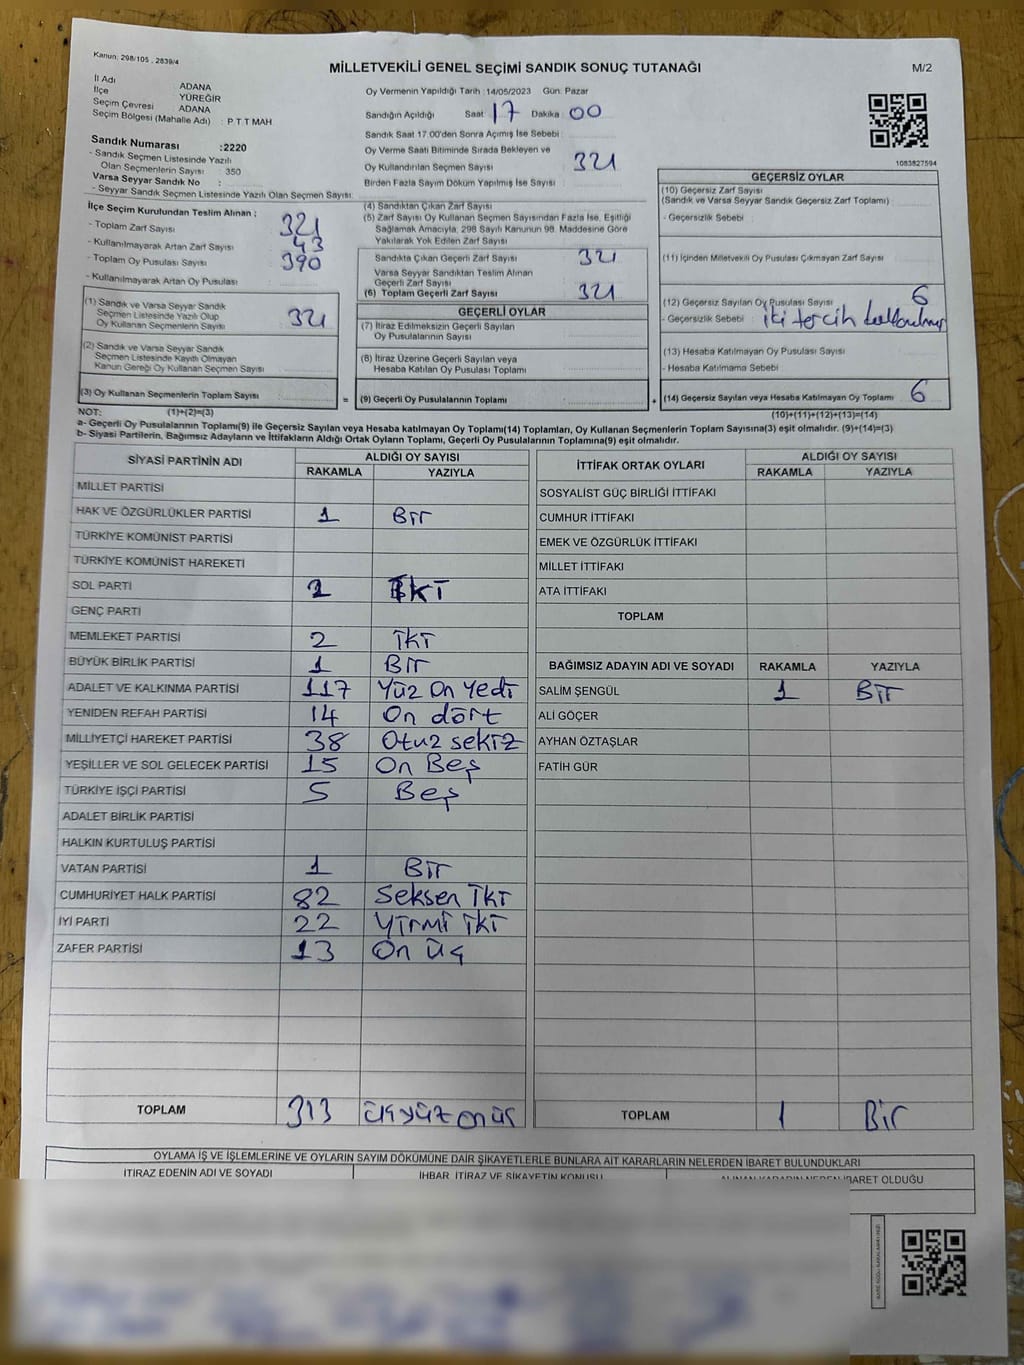 Kanun: 298/105 , 2839/4
MİLLETVEKİLİ GENEL SEÇİMİ SANDIK SONUÇ TUTANAĞI
M/2
İl Adı : ADANA
İlçe : YÜREĞİR
Seçim Çevresi : ADANA
Seçim Bölgesi (Mahalle Adı) : P T T MAH
Sandık Numarası :2220
- Sandık Seçmen Listesinde Yazılı
Olan Seçmenlerin Sayısı : 350
Varsa Seyyar Sandık No :
- Seyyar Sandık Seçmen Listesinde Yazılı Olan Seçmen Sayısı:
İlçe Seçim Kurulundan Teslim Alınan :
- Toplam Zarf Sayısı : 321
- Kullanılmayarak Artan Zarf Sayısı : 43
- Toplam Oy Pusulası Sayısı : 390
- Kullanılmayarak Artan Oy Pusulası :
(1) Sandık ve Varsa Seyyar Sandık
Seçmen Listesinde Yazılı Olup
Oy Kullanan Seçmenlerin Sayısı : 321
(2) Sandık ve Varsa Seyyar Sandık
Seçmen Listesinde Kayıtlı Olmayan
Kanun Gereği Oy Kullanan Seçmen Sayısı :
(3) Oy Kullanan Seçmenlerin Toplam Sayısı :
Oy Vermenin Yapıldığı Tarih : 14/05/2023 Gün: Pazar
Sandığın Açıldığı Saat : 17 Dakika : 00
Sandık Saat 17.00'den Sonra Açımış İse Sebebi :
Oy Verme Saati Bitiminde Sırada Bekleyen ve
Oy Kullandırılan Seçmen Sayısı : 321
Birden Fazla Sayım Döküm Yapılmış İse Sayısı :
(4) Sandıktan Çıkan Zarf Sayısı
(5) Zarf Sayısı Oy Kullanan Seçmen Sayısından Fazla İse, Eşitliği
Sağlamak Amacıyla, 298 Sayılı Kanunun 98. Maddesine Göre
Yakılarak Yok Edilen Zarf Sayısı :
Sandıkta Çıkan Geçerli Zarf Sayısı : 321
Varsa Seyyar Sandıktan Teslim Alınan
Geçerli Zarf Sayısı :
(6) Toplam Geçerli Zarf Sayısı : 321
GEÇERLİ OYLAR
(7) İtiraz Edilmeksizin Geçerli Sayılan
Oy Pusulalarının Sayısı :
(8) İtiraz Üzerine Geçerli Sayılan veya
Hesaba Katılan Oy Pusulası Toplamı :
= (9) Geçerli Oy Pusulalarının Toplamı :
1083827594
GEÇERSİZ OYLAR
(10) Geçersiz Zarf Sayısı
(Sandık ve Varsa Seyyar Sandık Geçersiz Zarf Toplamı) :
- Geçersizlik Sebebi :
(11) İçinden Milletvekili Oy Pusulası Çıkmayan Zarf Sayısı :
(12) Geçersiz Sayılan Oy Pusulası Sayısı : 6
- Geçersizlik Sebebi : iki tercih
(13) Hesaba Katılmayan Oy Pusulası Sayısı :
- Hesaba Katılmama Sebebi :
+ (14) Geçersiz Sayılan veya Hesaba Katılmayan Oy Toplamı : 6
NOT: (1)+(2)=(3)
(10)+(11)+(12)+(13)=(14)
a- Geçerli Oy Pusulalarının Toplamı(9) ile Geçersiz Sayılan veya Hesaba katılmayan Oy Toplamı(14) Toplamları, Oy Kullanan Seçmenlerin Toplam Sayısına(3) eşit olmalıdır. (9)+(14)=(3)
b- Siyasi Partilerin, Bağımsız Adayların ve İttifakların Aldığı Ortak Oyların Toplamı, Geçerli Oy Pusulalarının Toplamına(9) eşit olmalıdır.
SİYASİ PARTİNİN ADI ALDIĞI OY SAYISI
RAKAMLA YAZIYLA
MİLLET PARTİSİ
HAK VE ÖZGÜRLÜKLER PARTİSİ 1 Bir
TÜRKİYE KOMÜNİST PARTİSİ
TÜRKİYE KOMÜNİST HAREKETİ
SOL PARTİ 2 İKİ
GENÇ PARTİ
MEMLEKET PARTİSİ 2 İki
BÜYÜK BİRLİK PARTİSİ 1 Bir
ADALET VE KALKINMA PARTİSİ 117 Yüz On Yedi
YENİDEN REFAH PARTİSİ 14 On dört
MİLLİYETÇİ HAREKET PARTİSİ 38 Otuz sekiz
YEŞİLLER VE SOL GELECEK PARTİSİ 15 On Beş
TÜRKİYE İŞÇİ PARTİSİ 5 Beş
ADALET BİRLİK PARTİSİ
HALKIN KURTULUŞ PARTİSİ
VATAN PARTİSİ 1 Bir
CUMHURİYET HALK PARTİSİ 82 Seksen İki
İYİ PARTİ 22 Yirmi iki
ZAFER PARTİSİ 13 On üç
TOPLAM 313 üçyüz onüç
İTTİFAK ORTAK OYLARI ALDIĞI OY SAYISI
RAKAMLA YAZIYLA
SOSYALİST GÜÇ BİRLİĞİ İTTİFAKI
CUMHUR İTTİFAKI
EMEK VE ÖZGÜRLÜK İTTİFAKI
MİLLET İTTİFAKI
ATA İTTİFAKI
TOPLAM
BAĞIMSIZ ADAYIN ADI VE SOYADI RAKAMLA YAZIYLA
SALİM ŞENGÜL 1 Bir
ALİ GÖÇER
AYHAN ÖZTAŞLAR
FATİH GÜR
TOPLAM 1 Bir
OYLAMA İŞ VE İŞLEMLERİNE VE OYLARIN SAYIM DÖKÜMÜNE DAİR ŞİKAYETLERLE BUNLARA AİT KARARLARIN NELERDEN İBARET BULUNDUKLARI
İTİRAZ EDENİN ADI VE SOYADI İHBAR, İTİRAZ VE ŞİKAYETİN KONUSU ALINAN KARARIN NEDEN İBARET OLDUĞU